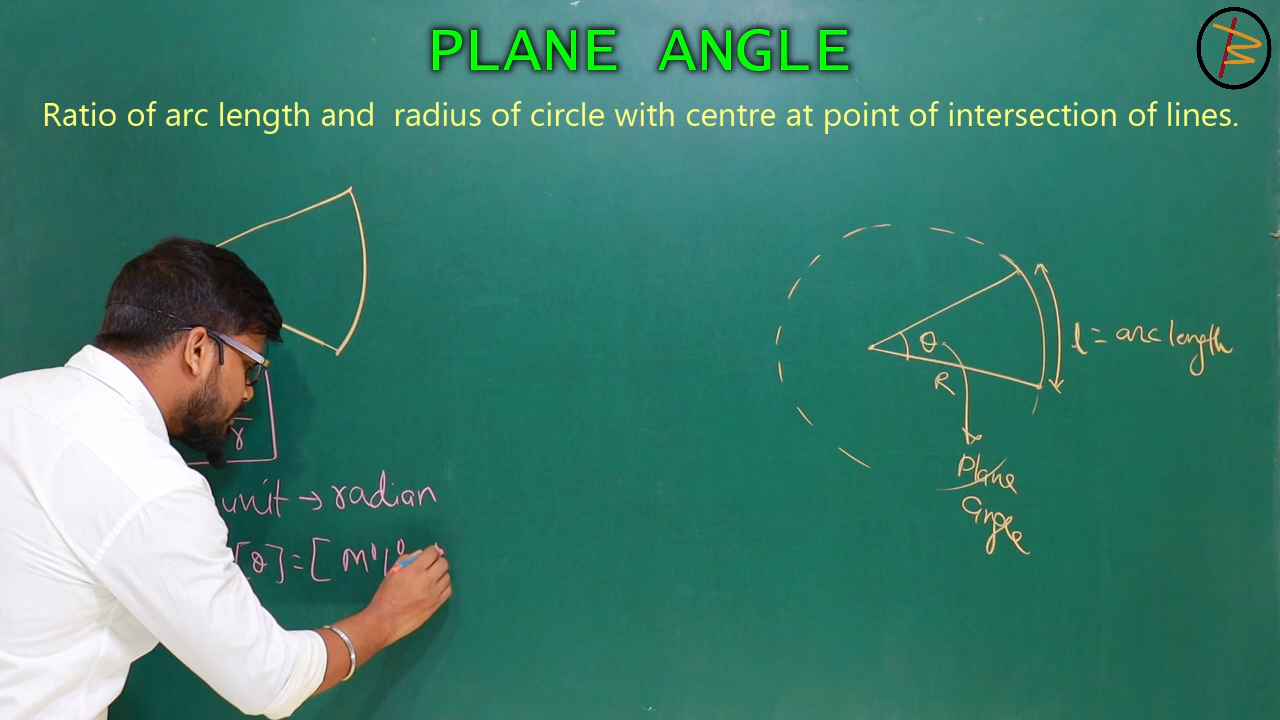 PLANE ANGLE
Ratio of arc length and radius of circle with centre at point of intersection of lines.
θ
l = arc length
R
Plane
Angle
r
unit → radian
[θ] = [ M⁰L⁰